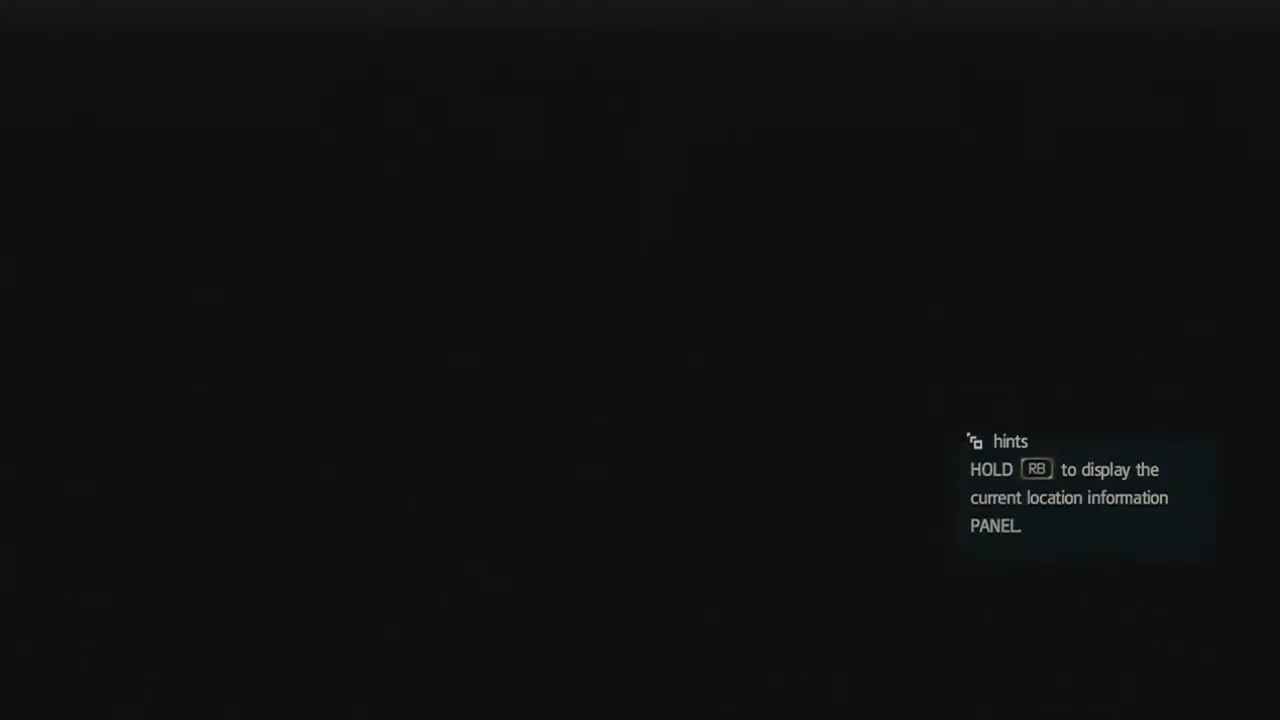 hints
HOLD RB to display the
current location information
PANEL.